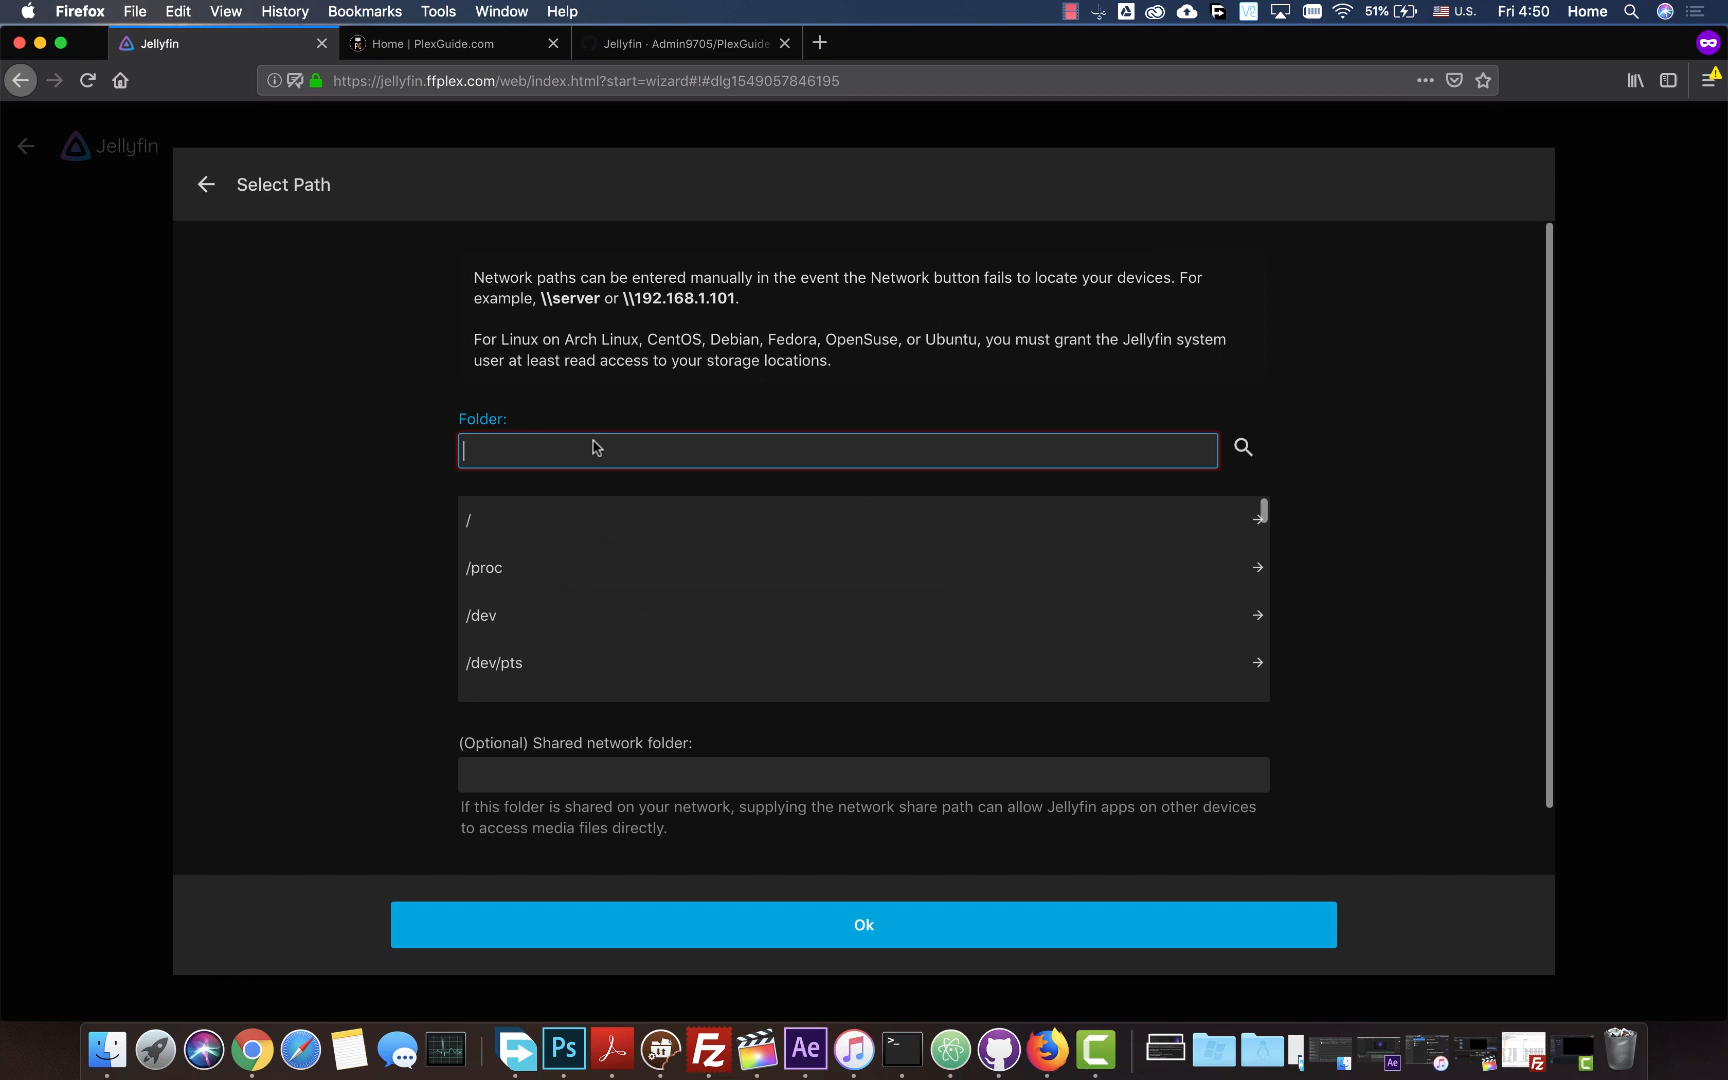 Firefox File Edit View History Bookmarks Tools Window Help 51% U.S. Fri 4:50 Home
Jellyfin Home | PlexGuide.com Jellyfin · Admin9705/PlexGuide
https://jellyfin.ffplex.com/web/index.html?start=wizard#!#dlg1549057846195
Jellyfin
Select Path
Network paths can be entered manually in the event the Network button fails to locate your devices. For
example, \\server or \\192.168.1.101.
For Linux on Arch Linux, CentOS, Debian, Fedora, OpenSuse, or Ubuntu, you must grant the Jellyfin system
user at least read access to your storage locations.
Folder:
/
/proc
/dev
/dev/pts
(Optional) Shared network folder:
If this folder is shared on your network, supplying the network share path can allow Jellyfin apps on other devices
to access media files directly.
Ok
Ps Fz Ae
Ae Fz